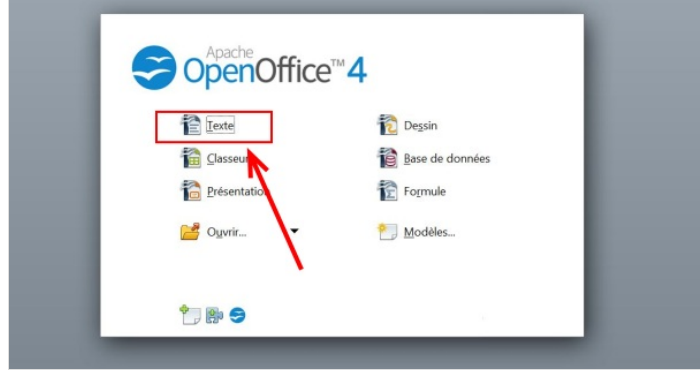 Apache
OpenOffice™ 4
Texte
Dessin
Classeur
Base de données
Présentation
Formule
Ouvrir...
Modèles...